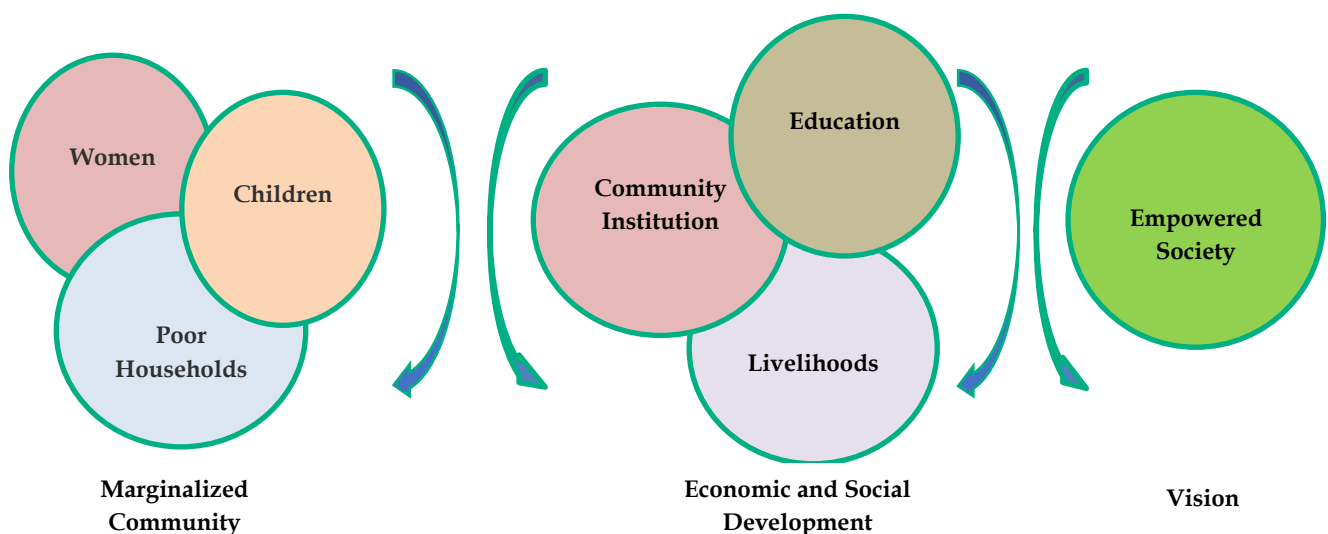 Women
Children
Poor
Households
Marginalized
Community
Education
Community
Institution
Livelihoods
Economic and Social
Development
Empowered
Society
Vision